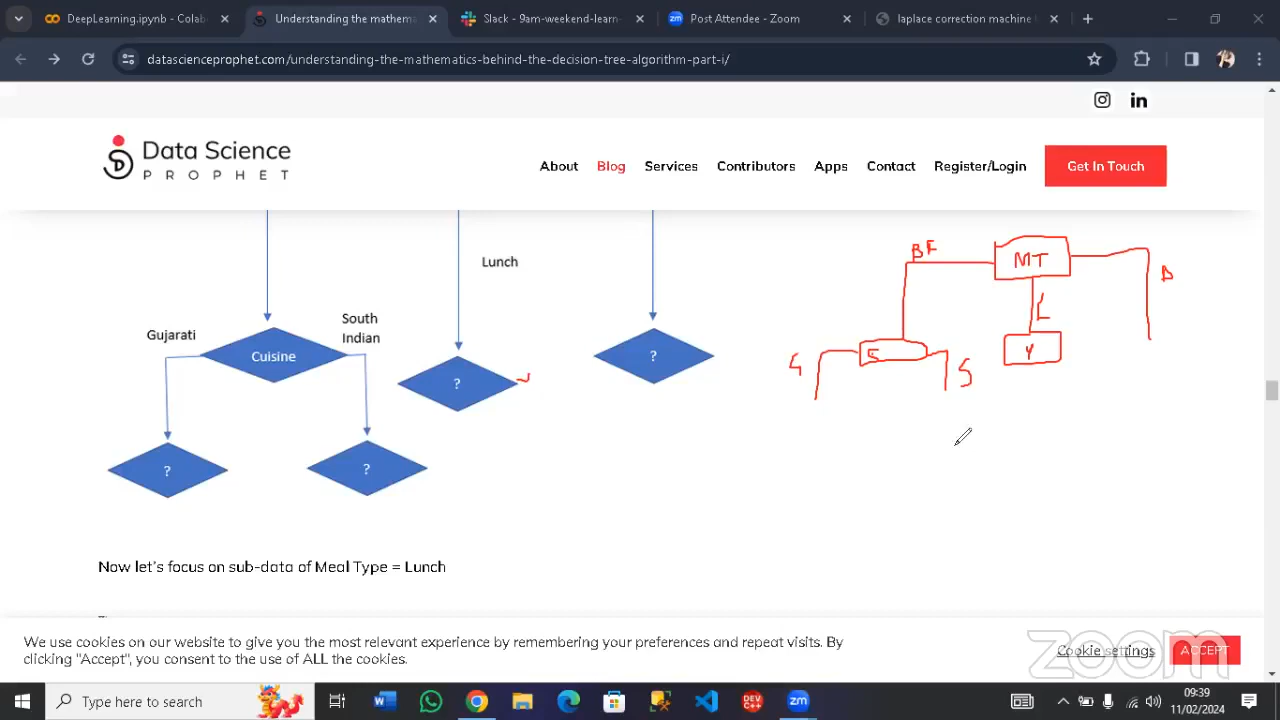 DeepLearning.ipynb - Colab
Understanding the mathema
Slack - 9am-weekend-learn-
Post Attendee - Zoom
laplace correction machine l
datascienceprophet.com/understanding-the-mathematics-behind-the-decision-tree-algorithm-part-i/
Data Science
PROPHET
About
Blog
Services
Contributors
Apps
Contact
Register/Login
Get In Touch
Lunch
Gujarati
South
Indian
Cuisine
?
?
?
?
BF
MT
D
L
Y
G
S
Now let's focus on sub-data of Meal Type = Lunch
We use cookies on our website to give you the most relevant experience by remembering your preferences and repeat visits. By
clicking "Accept", you consent to the use of ALL the cookies.
Cookie settings
ACCEPT
zoom
Type here to search
09:39
11/02/2024